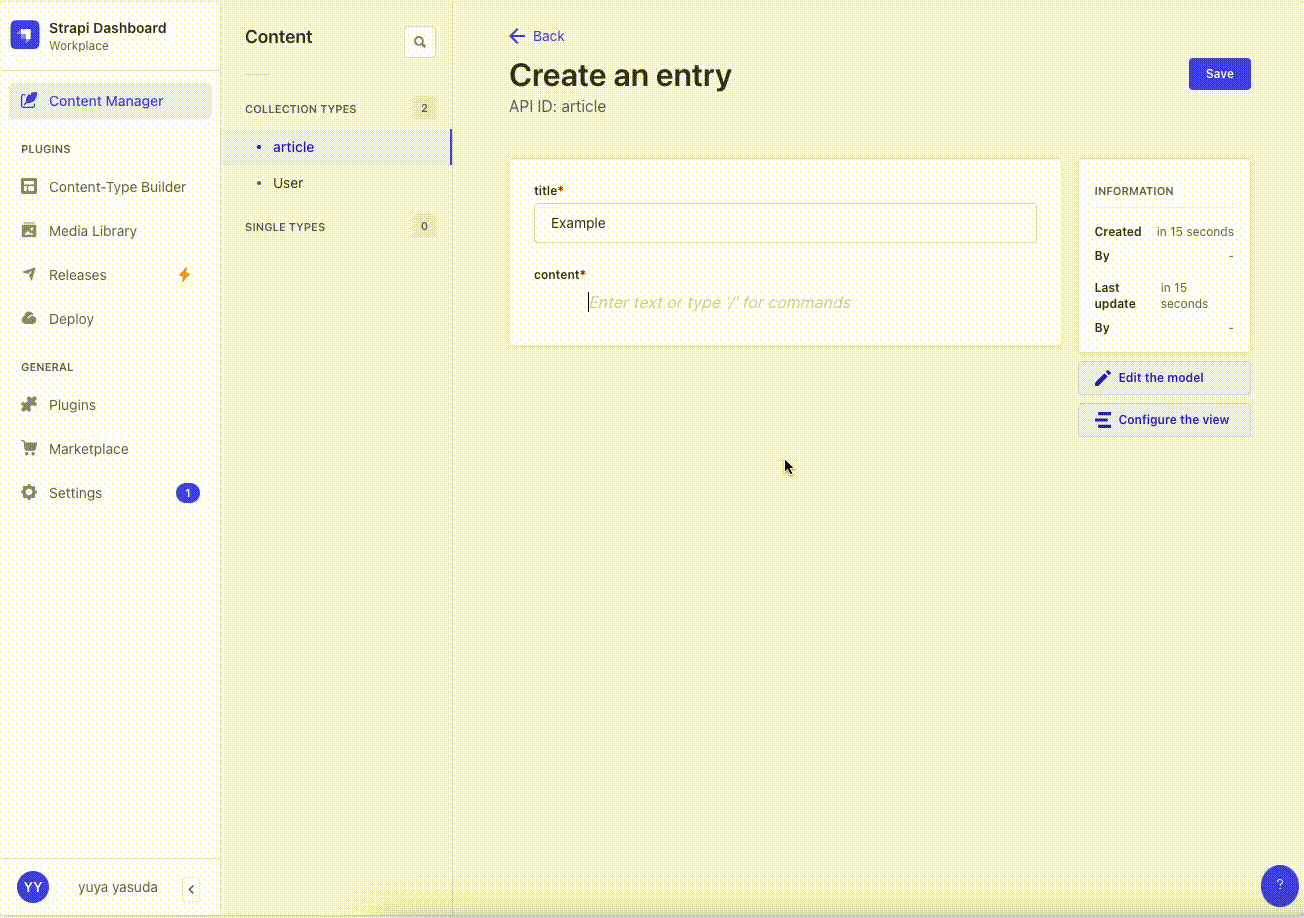 Strapi Dashboard
Workplace
Content Manager
PLUGINS
Content-Type Builder
Media Library
Releases
Deploy
GENERAL
Plugins
Marketplace
Settings
1
YY
yuya yasuda
Content
COLLECTION TYPES
2
article
User
SINGLE TYPES
0
Back
Create an entry
API ID: article
Save
title*
Example
content*
Enter text or type '/' for commands
INFORMATION
Created in 15 seconds
By -
Last update in 15 seconds
By -
Edit the model
Configure the view
?